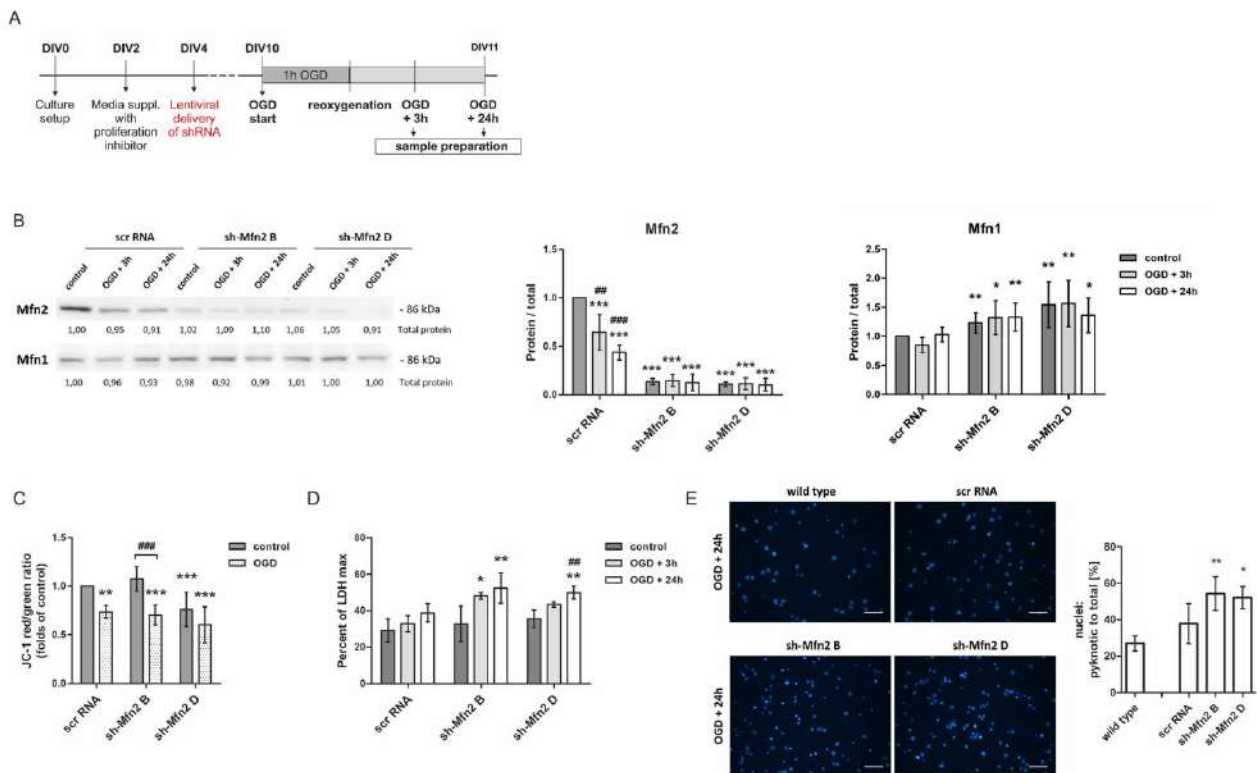 A
DIV0
DIV2
DIV4
DIV10
DIV11
1h OGD
Culture
setup
Media suppl.
with
proliferation
inhibitor
Lentiviral
delivery
of shRNA
OGD
start
reoxygenation
OGD
+ 3h
OGD
+ 24h
sample preparation
B
scr RNA
sh-Mfn2 B
sh-Mfn2 D
control
OGD + 3h
OGD + 24h
control
OGD + 3h
OGD + 24h
control
OGD + 3h
OGD + 24h
Mfn2
- 86 kDa
1,00 0,95 0,91 1,02 1,09 1,10 1,06 1,05 0,91 Total protein
Mfn1
- 86 kDa
1,00 0,96 0,93 0,98 0,92 0,99 1,01 1,00 1,00 Total protein
Mfn2
Protein / total
1.5
1.0
0.5
0.0
##
***
###
***
*** *** ***
*** *** ***
scr RNA
sh-Mfn2 B
sh-Mfn2 D
Mfn1
Protein / total
2.5
2.0
1.5
1.0
0.5
0.0
** * **
** ** *
scr RNA
sh-Mfn2 B
sh-Mfn2 D
control
OGD + 3h
OGD + 24h
C
JC-1 red/green ratio
(folds of control)
1.5
1.0
0.5
0.0
**
###
***
***
***
scr RNA
sh-Mfn2 B
sh-Mfn2 D
control
OGD
D
Percent of LDH max
80
60
40
20
0
*
**
##
**
scr RNA
sh-Mfn2 B
sh-Mfn2 D
control
OGD + 3h
OGD + 24h
E
wild type
scr RNA
OGD + 24h
sh-Mfn2 B
sh-Mfn2 D
OGD + 24h
nuclei:
pyknotic to total [%]
80
60
40
20
0
**
*
wild type
scr RNA
sh-Mfn2 B
sh-Mfn2 D